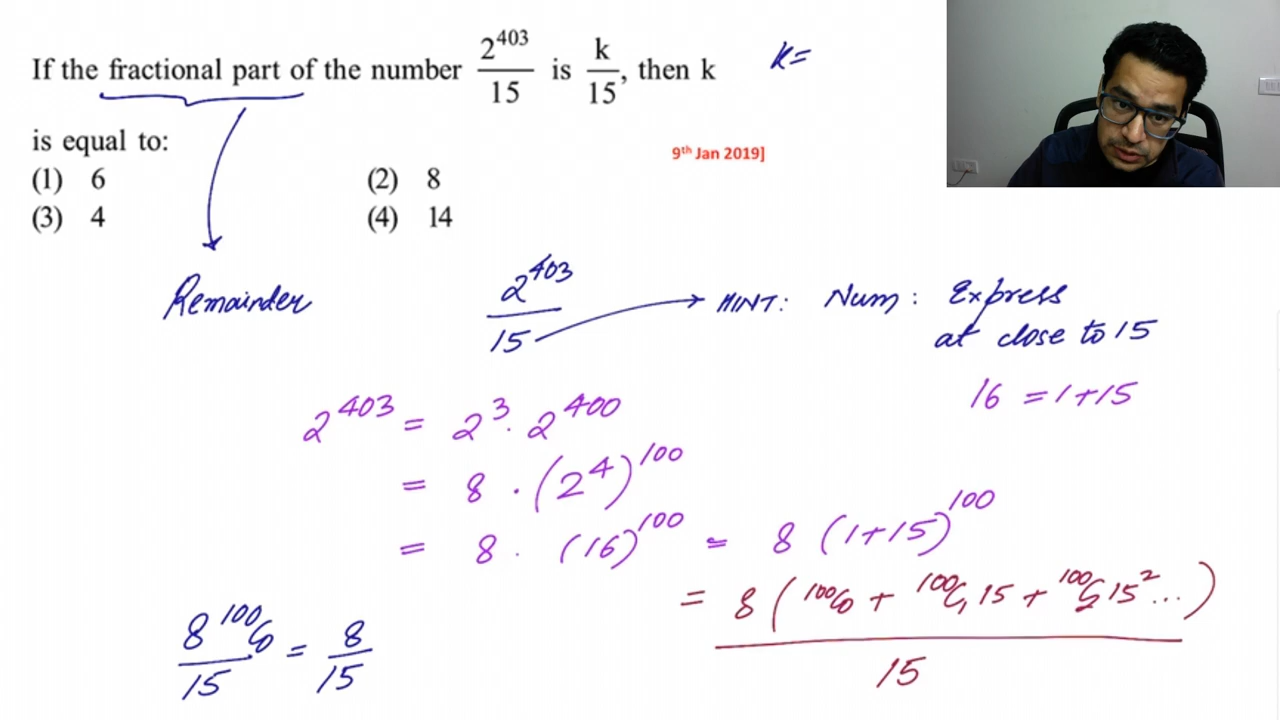 If the fractional part of the number 2^403/15 is k/15, then k
k=
is equal to:
9th Jan 2019]
(1) 6 (2) 8
(3) 4 (4) 14
Remainder
2^403/15
HINT: Num: Express
at close to 15
16 = 1+15
2^403 = 2^3 . 2^400
= 8 . (2^4)^100
= 8 . (16)^100 = 8 (1+15)^100
= 8 (¹⁰⁰C₀ + ¹⁰⁰C₁ 15 + ¹⁰⁰C₂ 15² ...)
15
8 ¹⁰⁰C₀/15 = 8/15